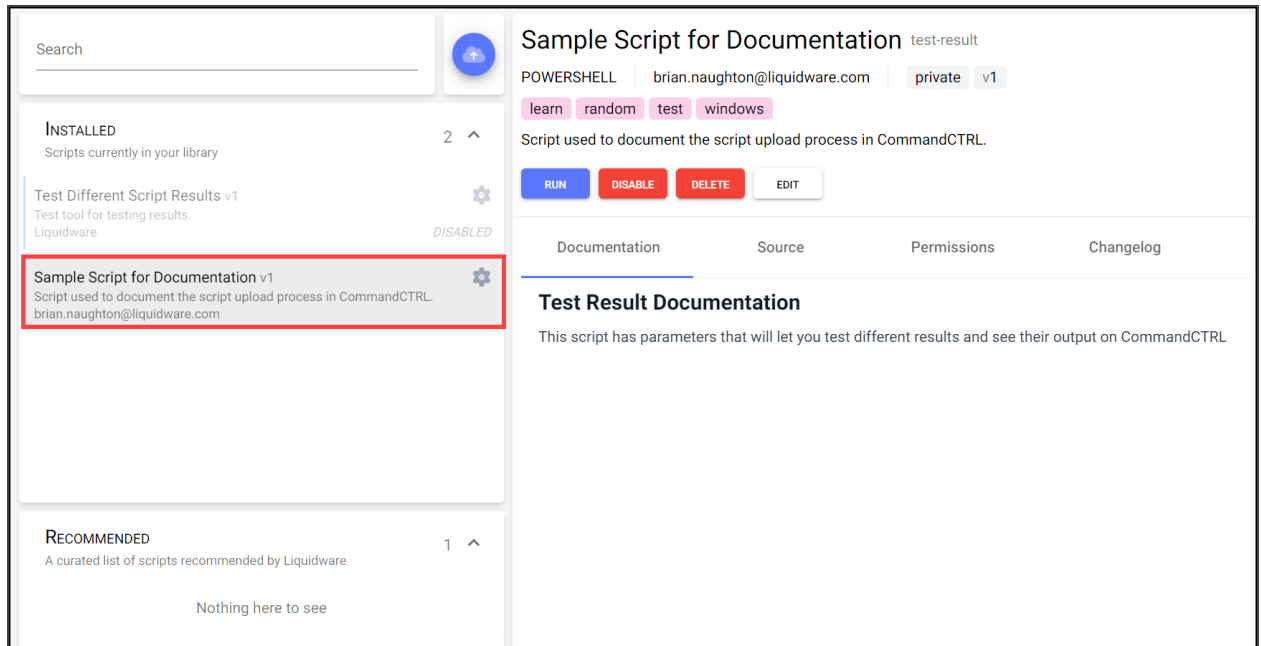 Search
INSTALLED
2
Scripts currently in your library
Test Different Script Results v1
Test tool for testing results.
Liquidware
DISABLED
Sample Script for Documentation v1
Script used to document the script upload process in CommandCTRL.
brian.naughton@liquidware.com
RECOMMENDED
1
A curated list of scripts recommended by Liquidware
Nothing here to see
Sample Script for Documentation test-result
POWERSHELL brian.naughton@liquidware.com private v1
learn random test windows
Script used to document the script upload process in CommandCTRL.
RUN DISABLE DELETE EDIT
Documentation Source Permissions Changelog
Test Result Documentation
This script has parameters that will let you test different results and see their output on CommandCTRL